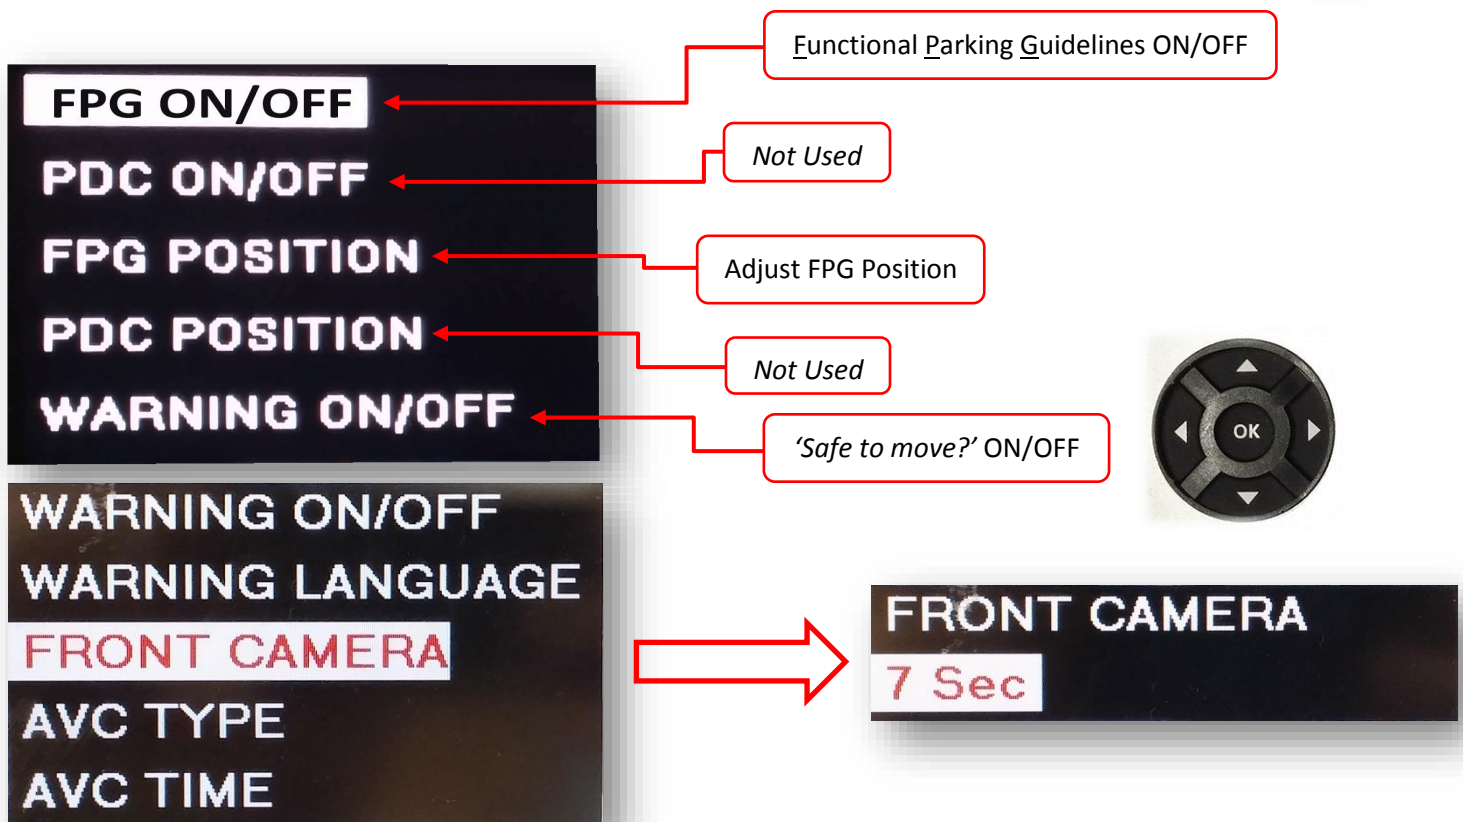 Functional Parking Guidelines ON/OFF
FPG ON/OFF
Not Used
PDC ON/OFF
FPG POSITION
Adjust FPG Position
PDC POSITION
Not Used
WARNING ON/OFF
'Safe to move?' ON/OFF
OK
WARNING ON/OFF
WARNING LANGUAGE
FRONT CAMERA
AVC TYPE
AVC TIME
FRONT CAMERA
7 Sec